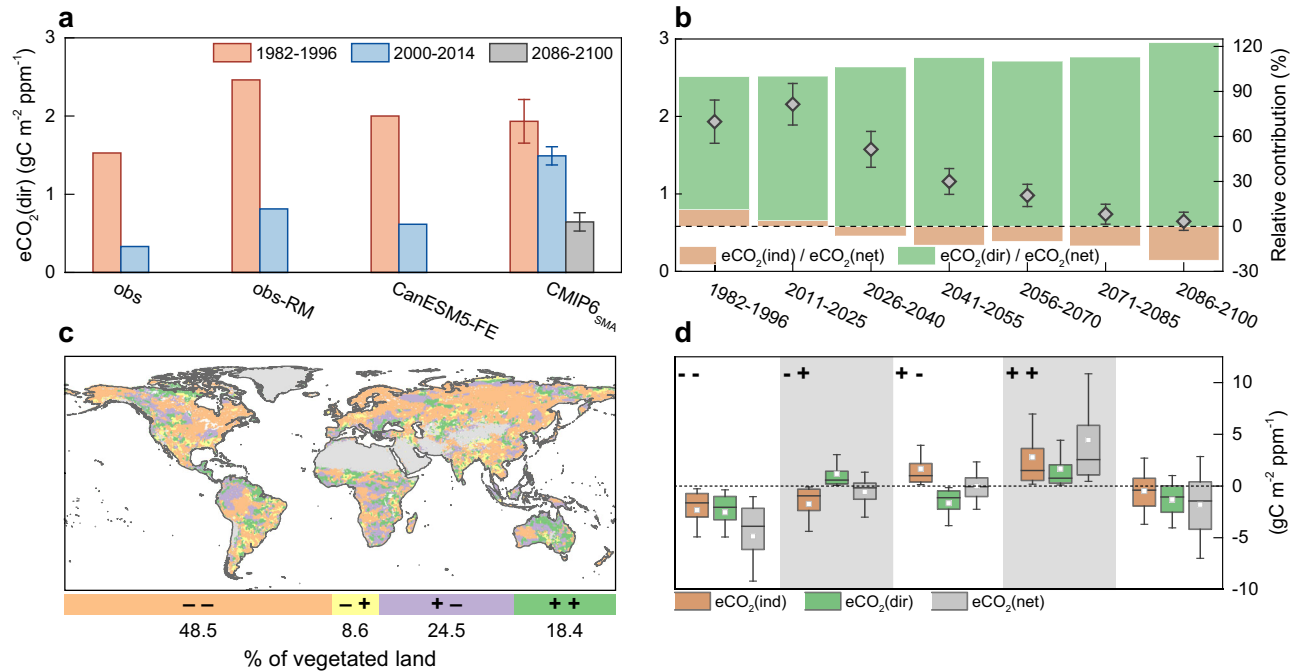 a
eCO₂(dir) (gC m⁻² ppm⁻¹)
3
2
1
0
1982-1996
2000-2014
2086-2100
obs
obs-RM
CanESM5-FE
CMIP6SMA
b
3
2
1
0
120
90
60
30
0
-30
Relative contribution (%)
eCO₂(ind) / eCO₂(net)
eCO₂(dir) / eCO₂(net)
1982-1996
2011-2025
2026-2040
2041-2055
2056-2070
2071-2085
2086-2100
c
– –
– +
+ –
+ +
48.5
8.6
24.5
18.4
% of vegetated land
d
- -
- +
+ -
+ +
10
5
0
-5
-10
(gC m⁻² ppm⁻¹)
eCO₂(ind)
eCO₂(dir)
eCO₂(net)